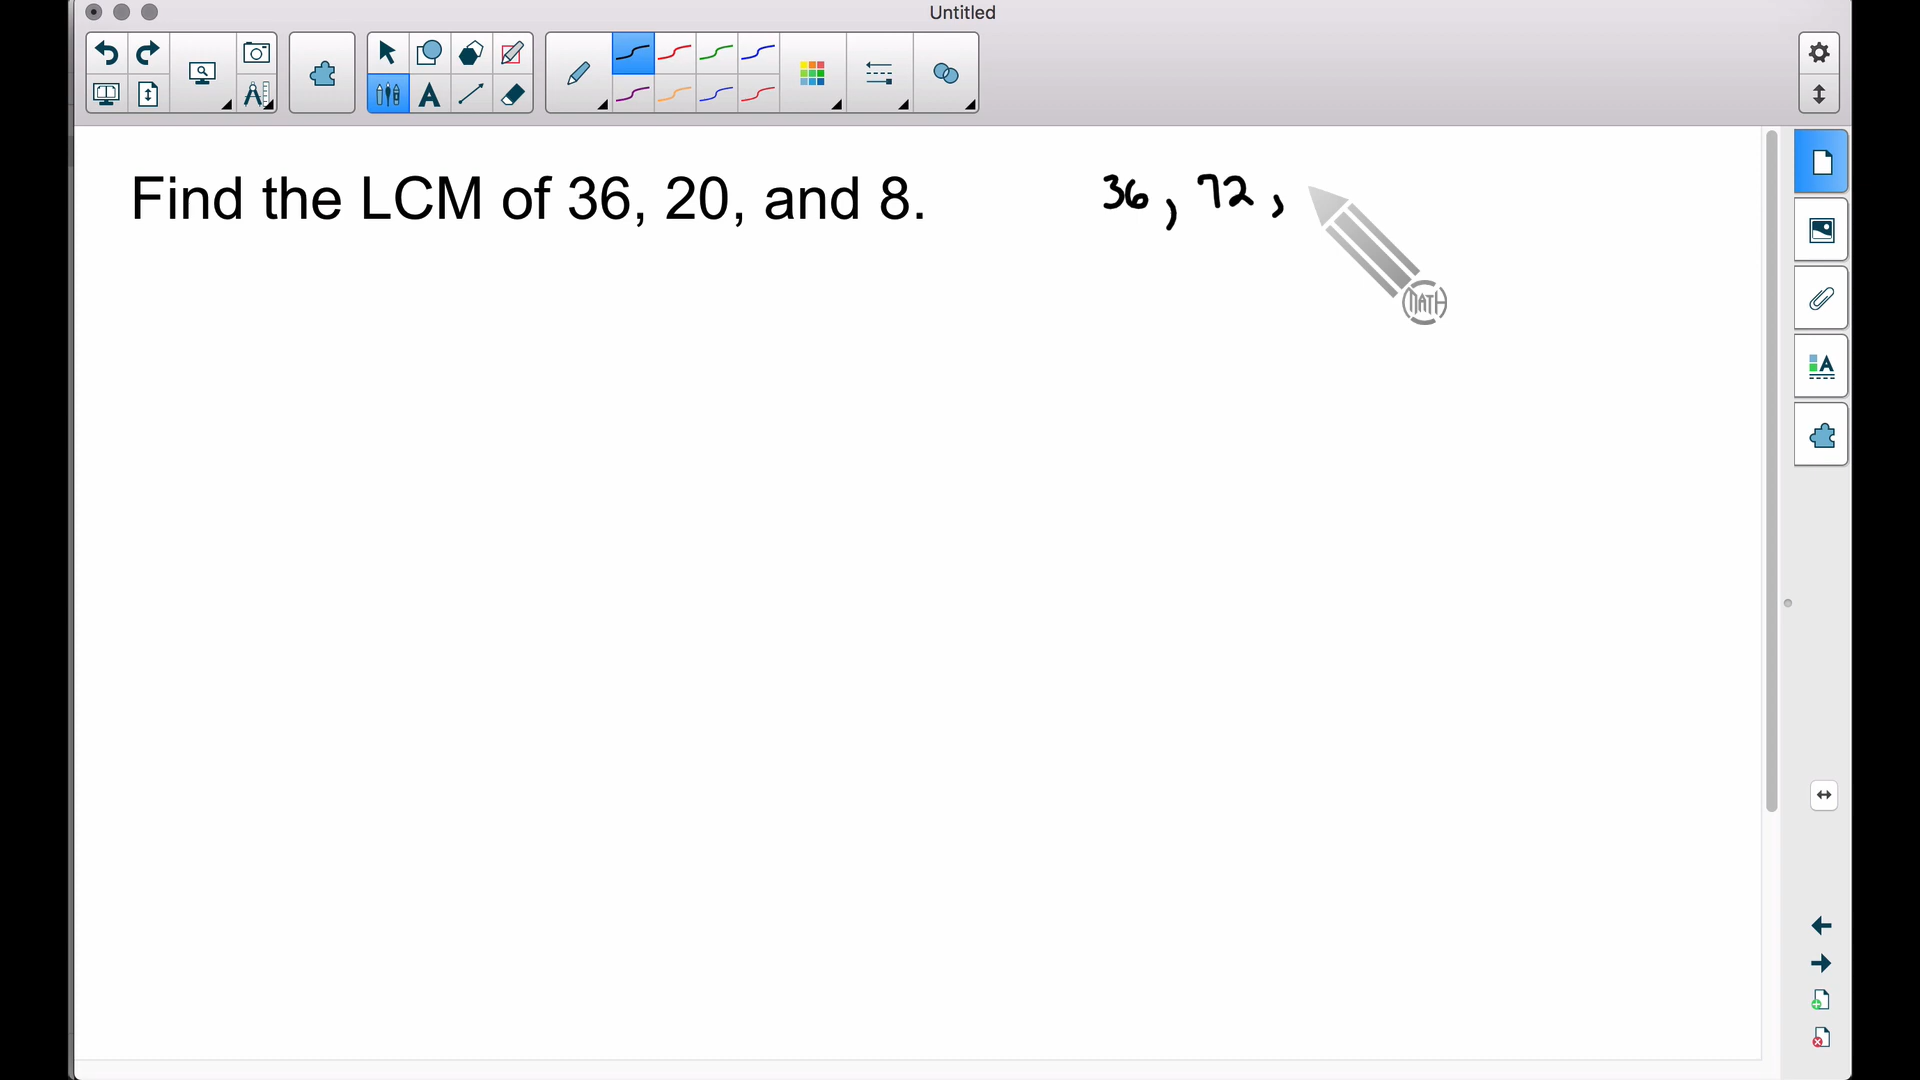 Untitled
Find the LCM of 36, 20, and 8.
36, 72,
MATH